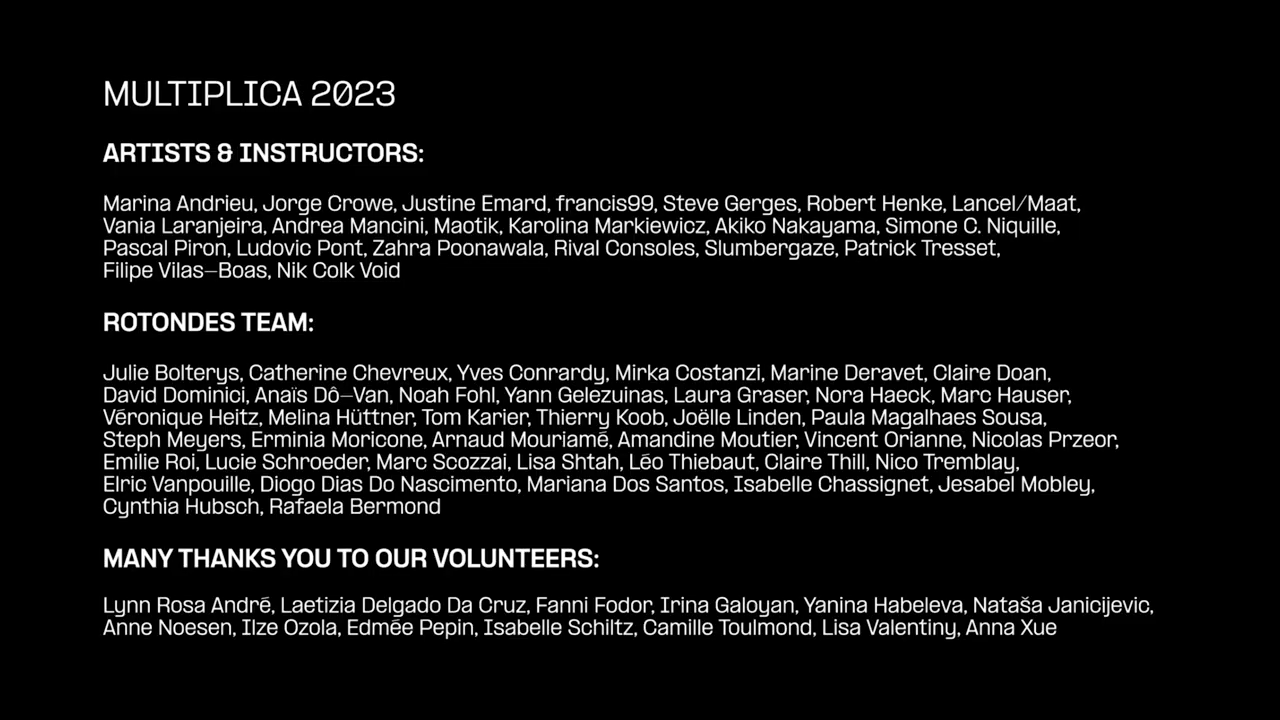 MULTIPLICA 2023
ARTISTS & INSTRUCTORS:
Marina Andrieu, Jorge Crowe, Justine Emard, francis99, Steve Gerges, Robert Henke, Lancel/Maat,
Vania Laranjeira, Andrea Mancini, Maotik, Karolina Markiewicz, Akiko Nakayama, Simone C. Niquille,
Pascal Piron, Ludovic Pont, Zahra Poonawala, Rival Consoles, Slumbergaze, Patrick Tresset,
Filipe Vilas–Boas, Nik Colk Void
ROTONDES TEAM:
Julie Bolterys, Catherine Chevreux, Yves Conrardy, Mirka Costanzi, Marine Deravet, Claire Doan,
David Dominici, Anaïs Dô–Van, Noah Fohl, Yann Gelezuinas, Laura Graser, Nora Haeck, Marc Hauser,
Véronique Heitz, Melina Hüttner, Tom Karier, Thierry Koob, Joëlle Linden, Paula Magalhaes Sousa,
Steph Meyers, Erminia Moricone, Arnaud Mouriamé, Amandine Moutier, Vincent Orianne, Nicolas Przeor,
Emilie Roi, Lucie Schroeder, Marc Scozzai, Lisa Shtah, Léo Thiebaut, Claire Thill, Nico Tremblay,
Elric Vanpouille, Diogo Dias Do Nascimento, Mariana Dos Santos, Isabelle Chassignet, Jesabel Mobley,
Cynthia Hubsch, Rafaela Bermond
MANY THANKS YOU TO OUR VOLUNTEERS:
Lynn Rosa André, Laetizia Delgado Da Cruz, Fanni Fodor, Irina Galoyan, Yanina Habeleva, Nataša Janicijevic,
Anne Noesen, Ilze Ozola, Edmée Pepin, Isabelle Schiltz, Camille Toulmond, Lisa Valentiny, Anna Xue